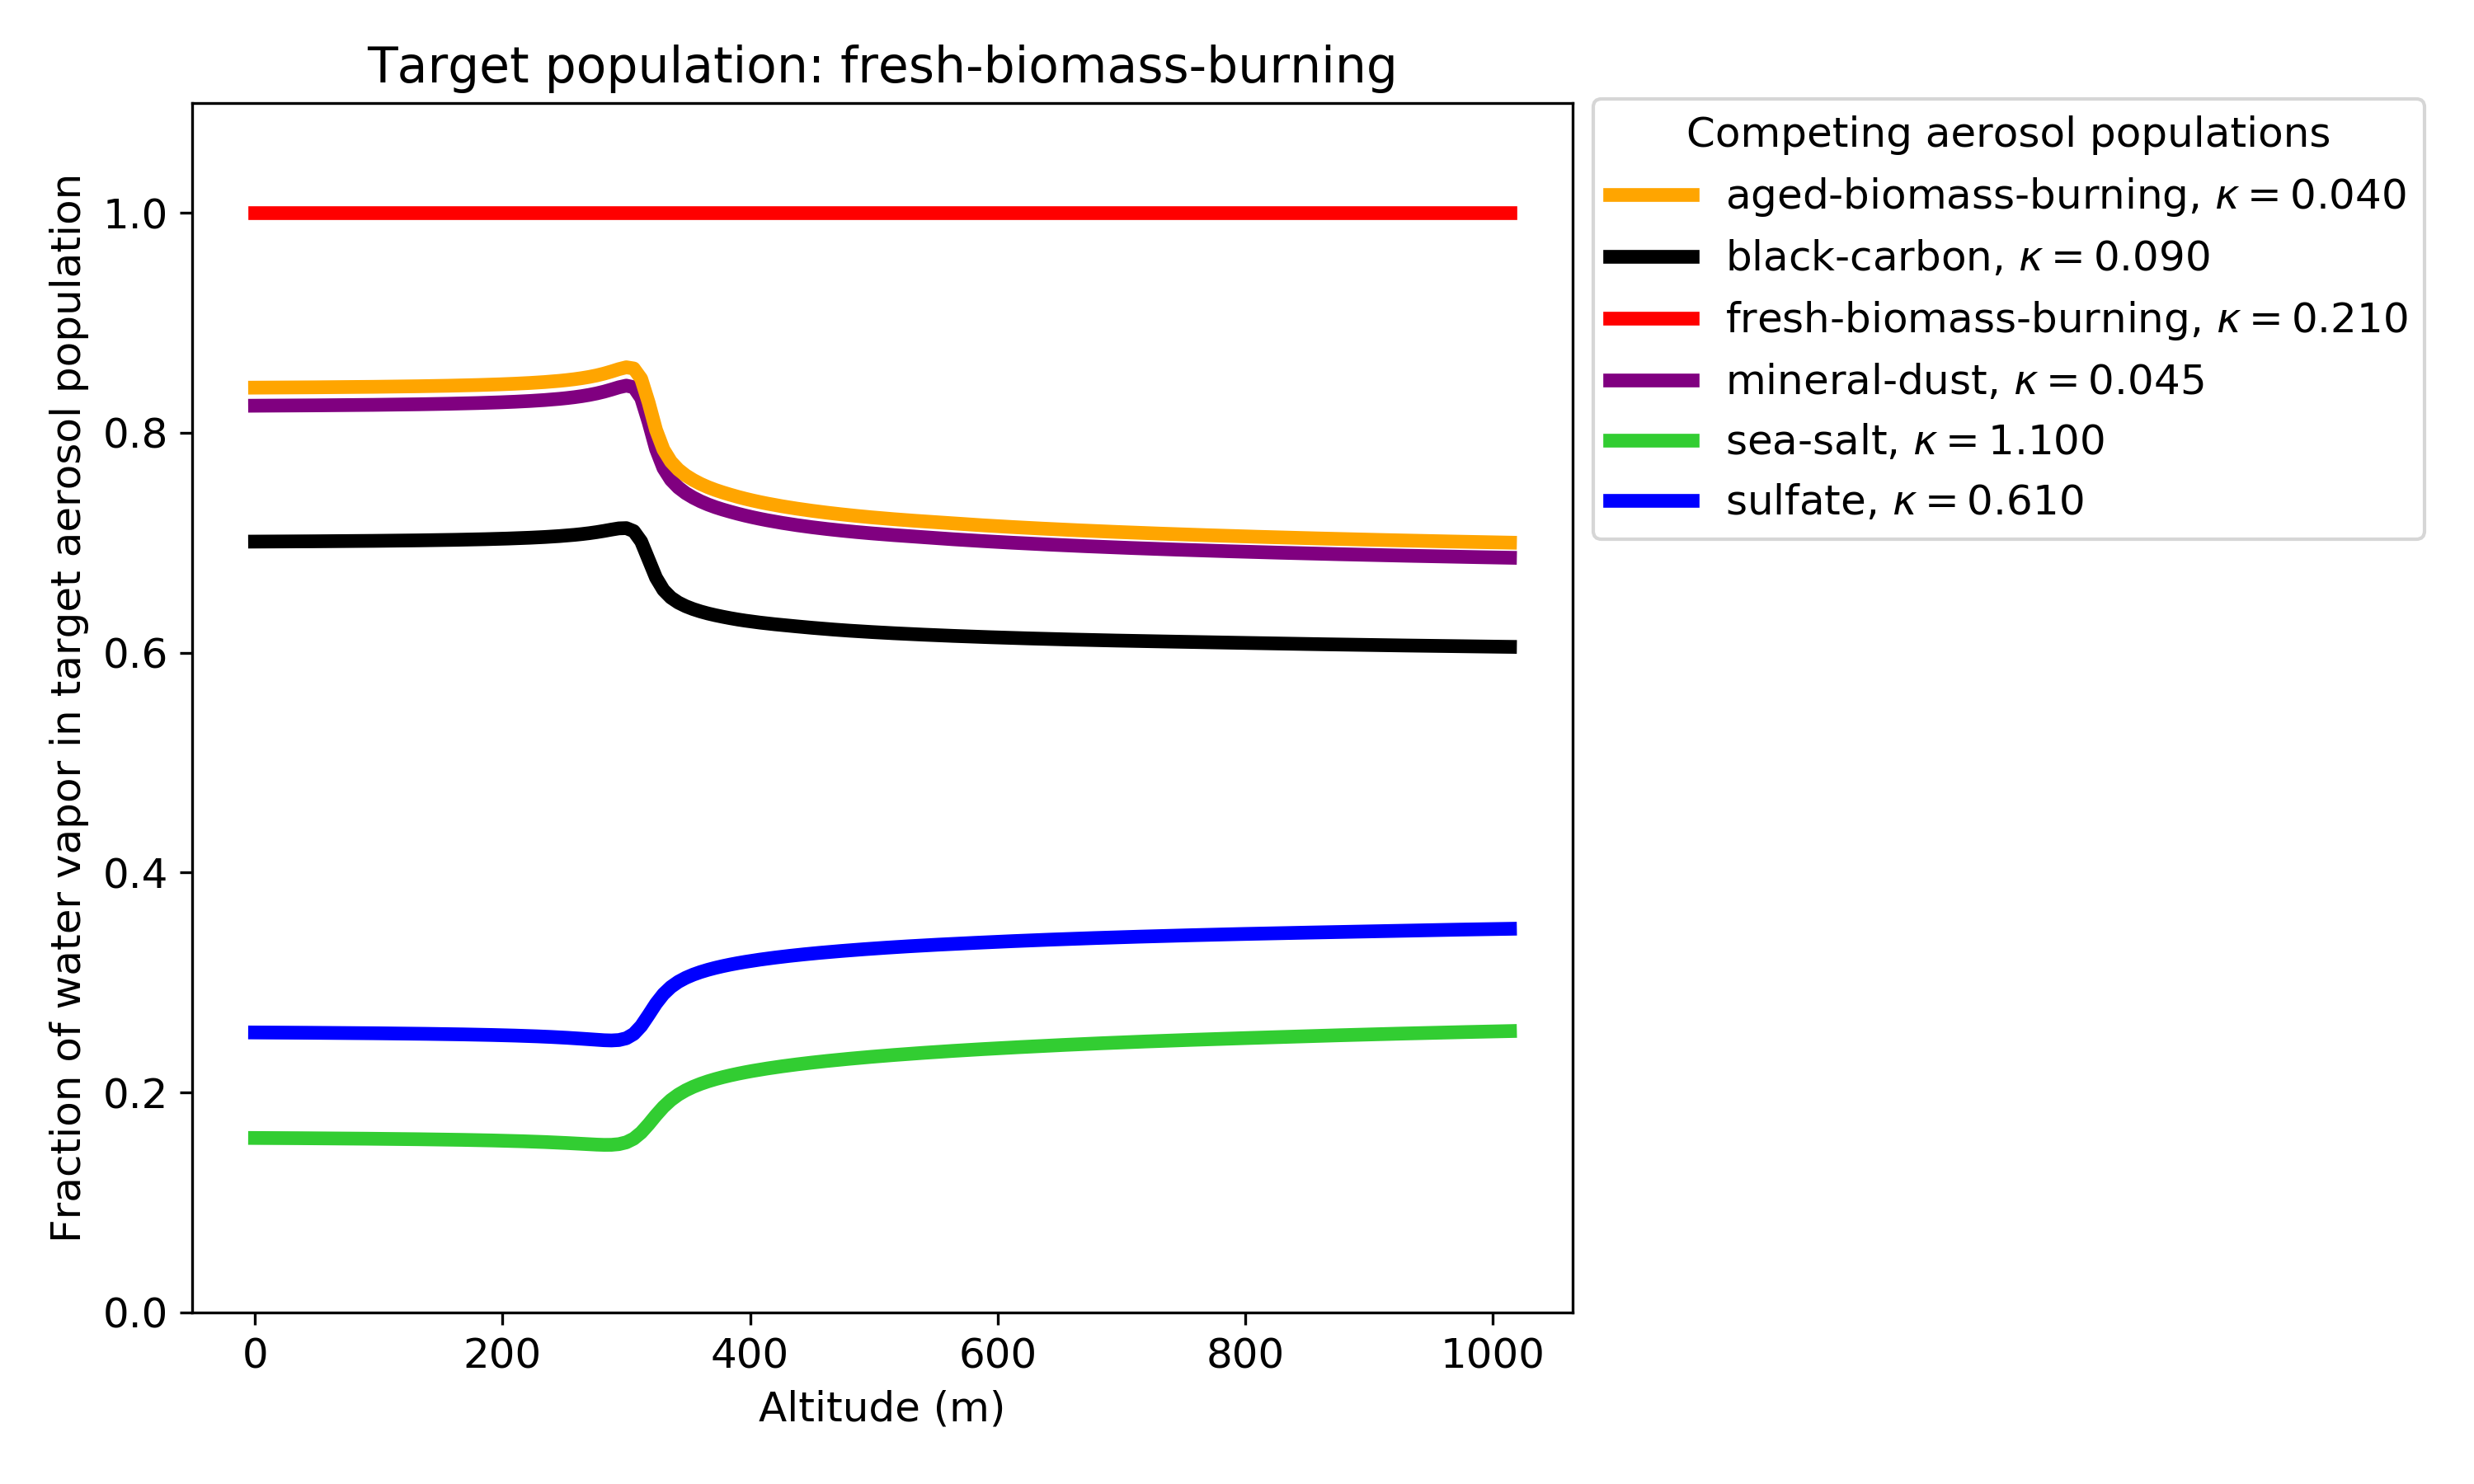 Target population: fresh-biomass-burning
Fraction of water vapor in target aerosol population
1.0
0.8
0.6
0.4
0.2
0.0
0 200 400 600 800 1000
Altitude (m)
Competing aerosol populations
aged-biomass-burning, κ = 0.040
black-carbon, κ = 0.090
fresh-biomass-burning, κ = 0.210
mineral-dust, κ = 0.045
sea-salt, κ = 1.100
sulfate, κ = 0.610